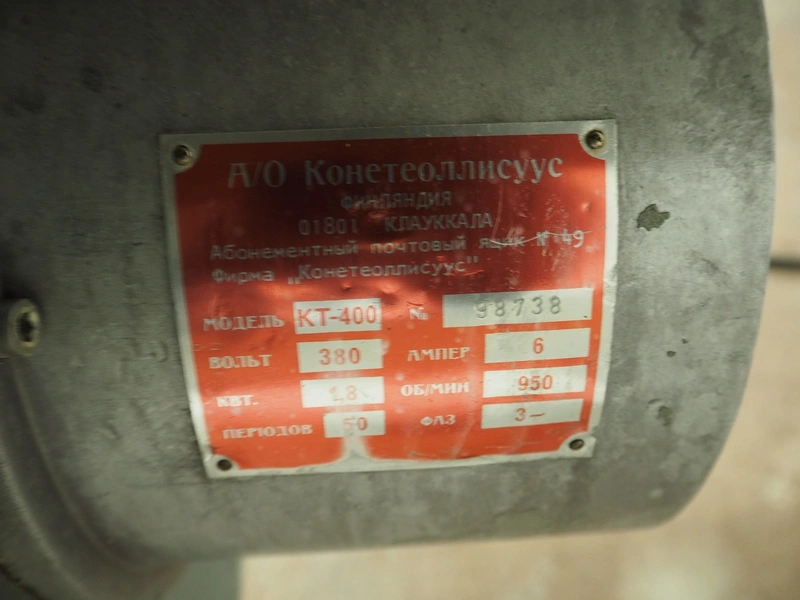 А/О Конетеоллисуус
ФИНЛЯНДИЯ
01801 КЛАУККАЛА
Абонементный почтовый ящик № 49
Фирма „Конетеоллисуус"
МОДЕЛЬ КТ-400 № 98738
ВОЛЬТ 380 АМПЕР 6
КВТ. 1,8 ОБ/МИН 950
ПЕРИОДОВ 50 ФАЗ 3~